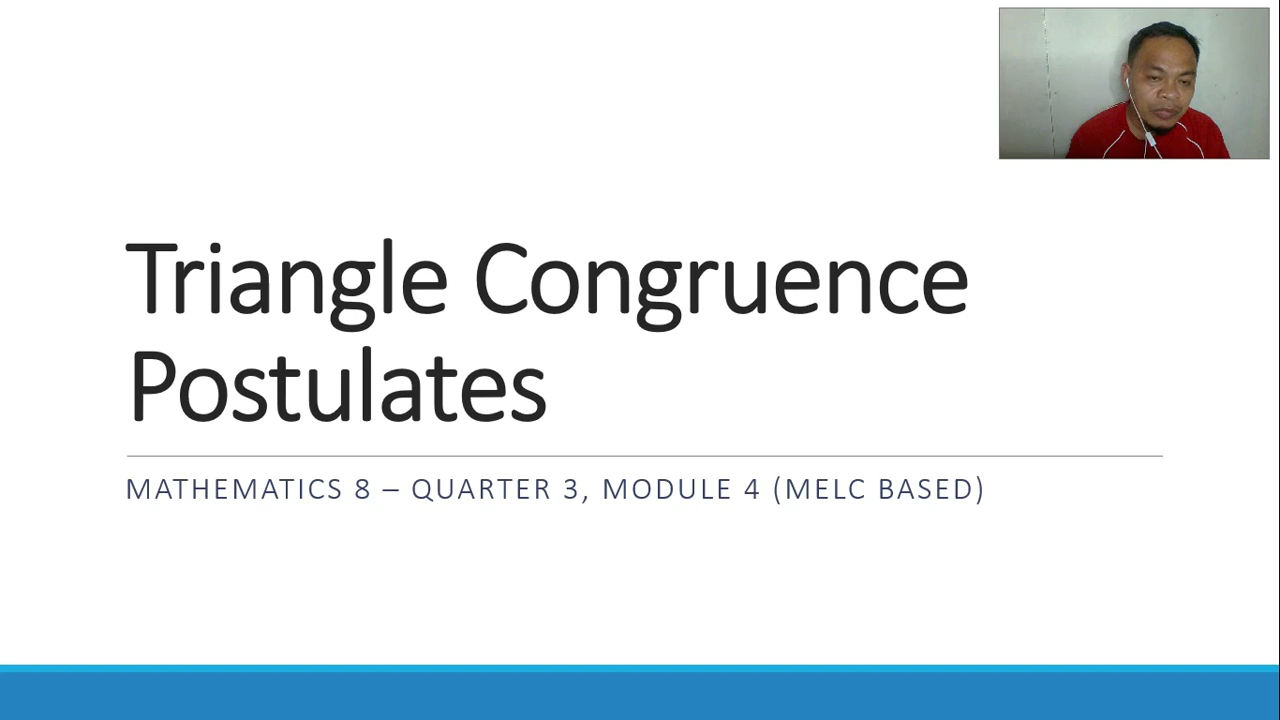 Triangle Congruence
Postulates
MATHEMATICS 8 – QUARTER 3, MODULE 4 (MELC BASED)